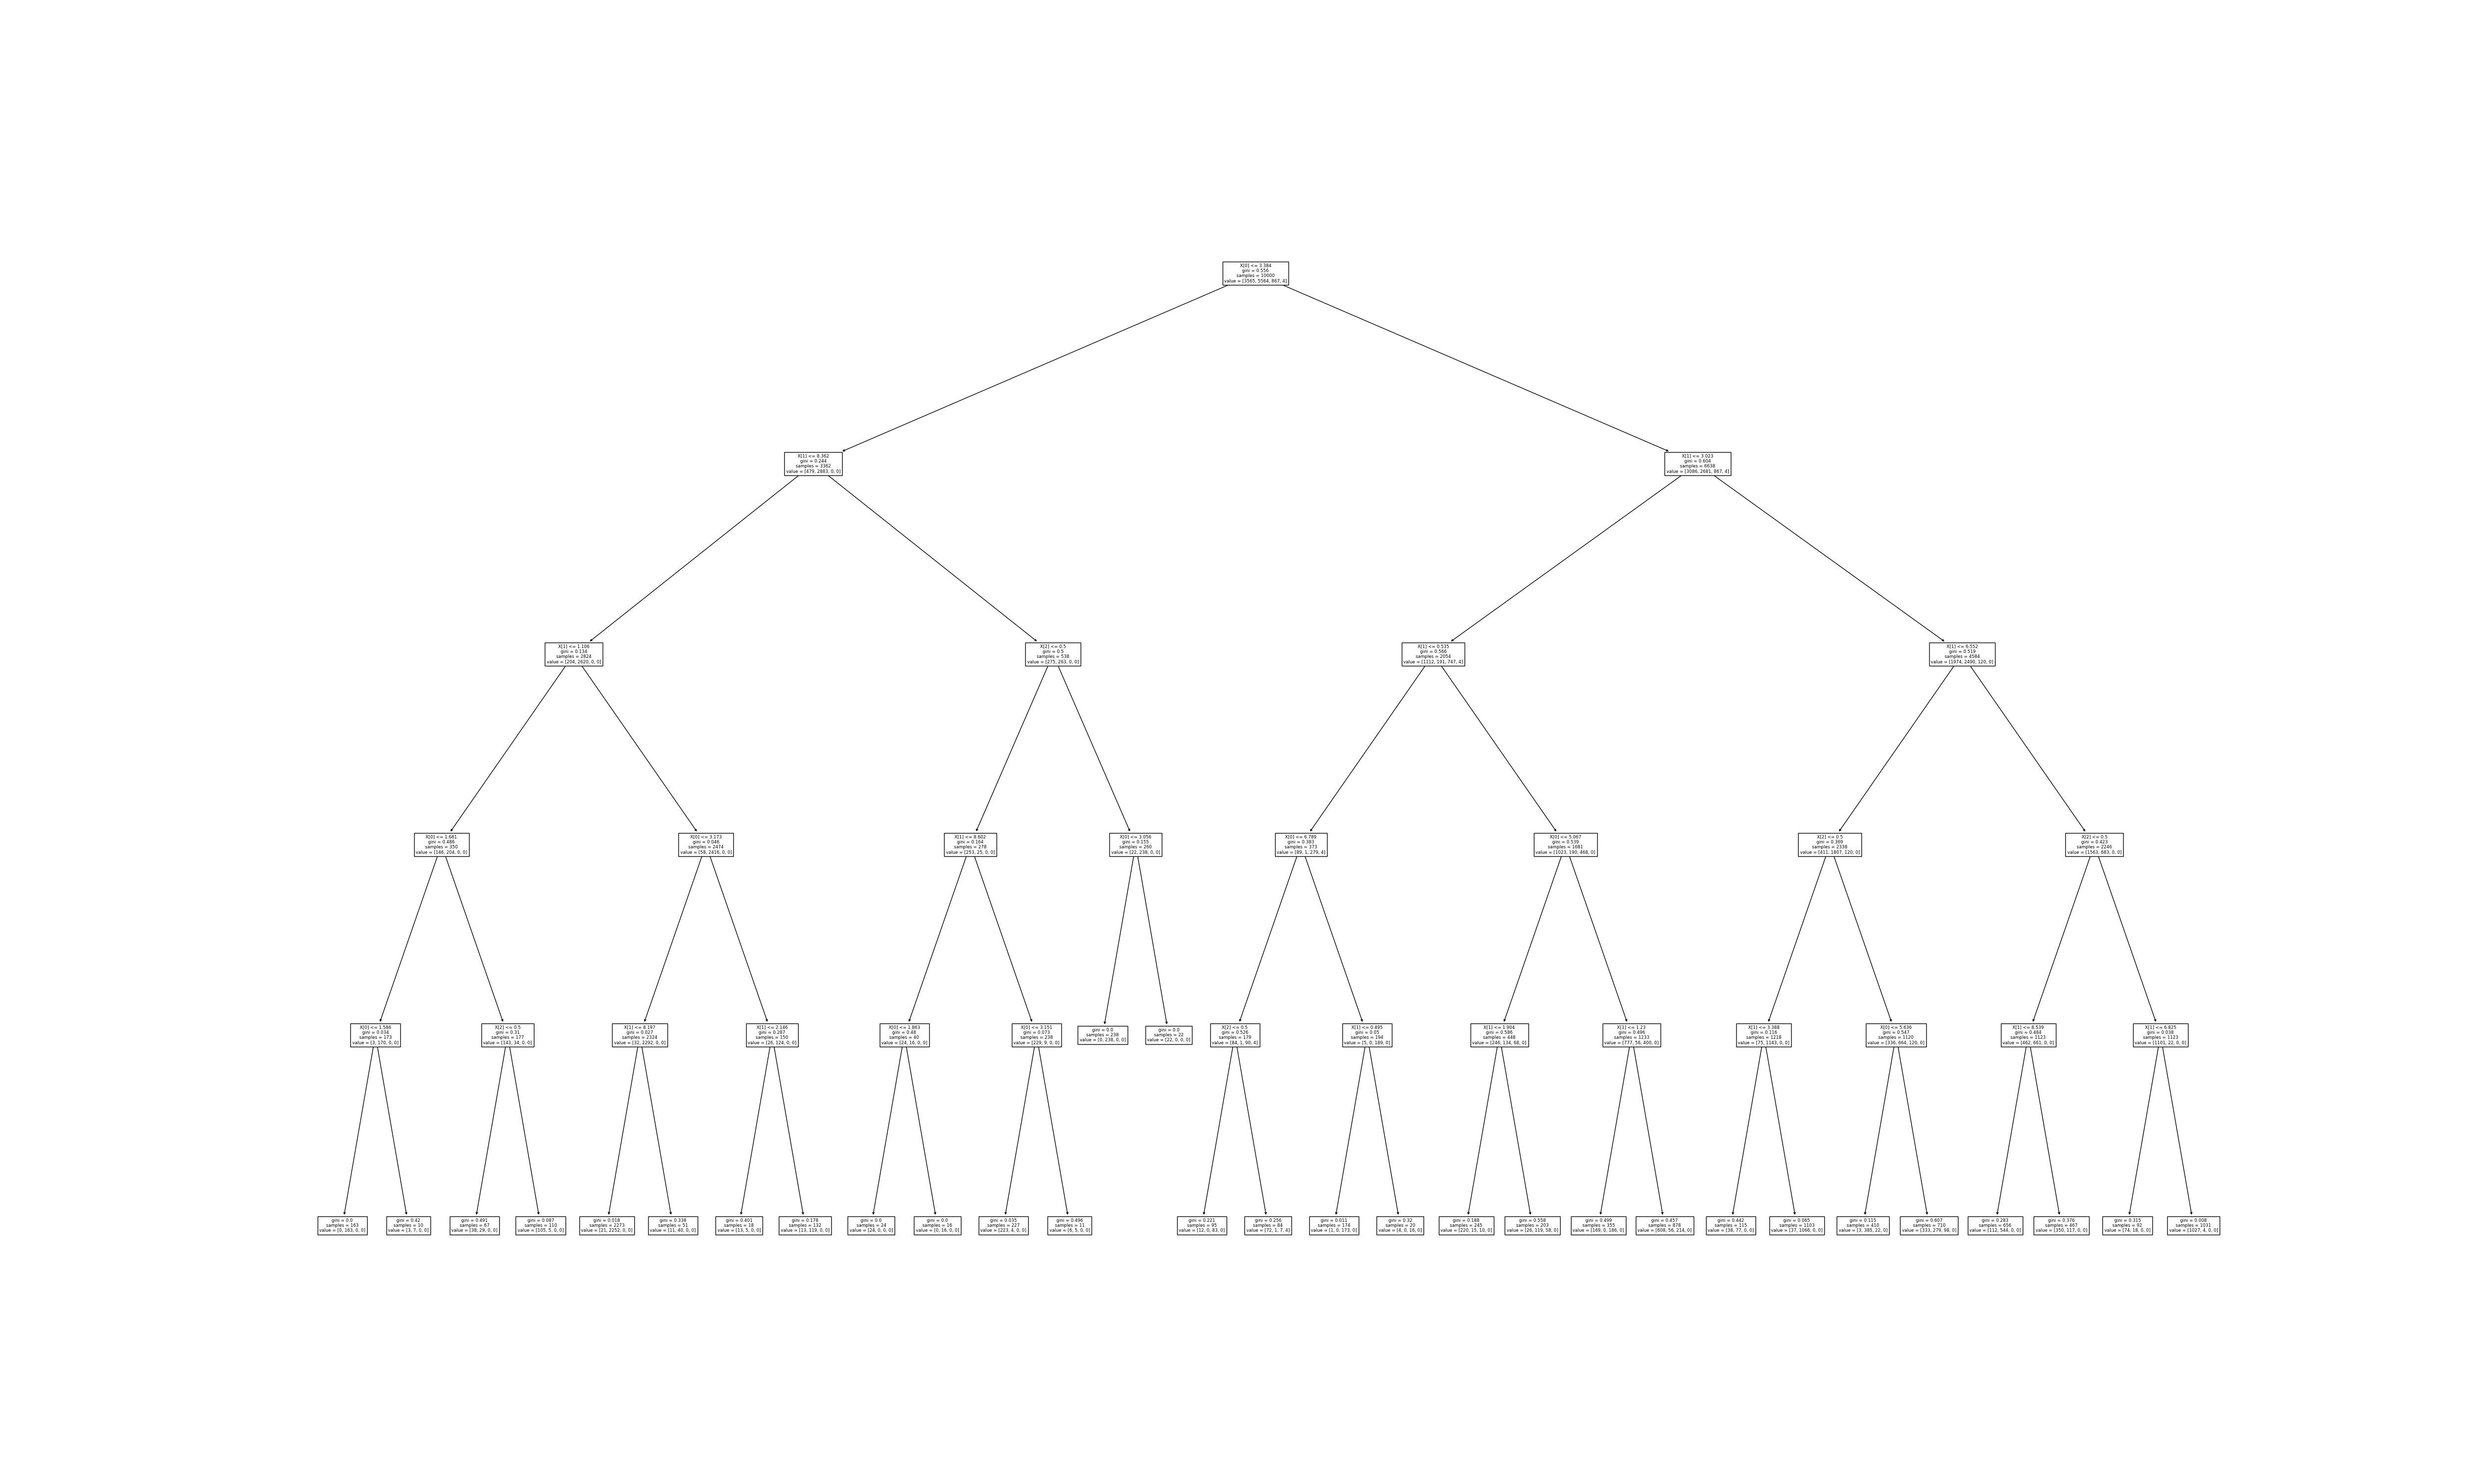 X[0] <= 3.384
gini = 0.556
samples = 10000
value = [3565, 5564, 867, 4]
X[1] <= 8.362
gini = 0.244
samples = 3362
value = [479, 2883, 0, 0]
X[1] <= 3.023
gini = 0.604
samples = 6638
value = [3086, 2681, 867, 4]
X[1] <= 1.106
gini = 0.134
samples = 2824
value = [204, 2620, 0, 0]
X[2] <= 0.5
gini = 0.5
samples = 538
value = [275, 263, 0, 0]
X[1] <= 0.535
gini = 0.566
samples = 2054
value = [1112, 191, 747, 4]
X[1] <= 6.552
gini = 0.519
samples = 4584
value = [1974, 2490, 120, 0]
X[0] <= 1.681
gini = 0.486
samples = 350
value = [146, 204, 0, 0]
X[0] <= 3.173
gini = 0.046
samples = 2474
value = [58, 2416, 0, 0]
X[1] <= 8.602
gini = 0.164
samples = 278
value = [253, 25, 0, 0]
X[0] <= 3.056
gini = 0.155
samples = 260
value = [22, 238, 0, 0]
X[0] <= 6.789
gini = 0.383
samples = 373
value = [89, 1, 279, 4]
X[0] <= 5.067
gini = 0.539
samples = 1681
value = [1023, 190, 468, 0]
X[2] <= 0.5
gini = 0.369
samples = 2338
value = [411, 1807, 120, 0]
X[2] <= 0.5
gini = 0.423
samples = 2246
value = [1563, 683, 0, 0]
X[0] <= 1.586
gini = 0.034
samples = 173
value = [3, 170, 0, 0]
X[2] <= 0.5
gini = 0.31
samples = 177
value = [143, 34, 0, 0]
X[1] <= 8.197
gini = 0.027
samples = 2324
value = [32, 2292, 0, 0]
X[1] <= 2.146
gini = 0.287
samples = 150
value = [26, 124, 0, 0]
X[0] <= 1.863
gini = 0.48
samples = 40
value = [24, 16, 0, 0]
X[0] <= 3.151
gini = 0.073
samples = 238
value = [229, 9, 0, 0]
gini = 0.0
samples = 238
value = [0, 238, 0, 0]
gini = 0.0
samples = 22
value = [22, 0, 0, 0]
X[2] <= 0.5
gini = 0.526
samples = 179
value = [84, 1, 90, 4]
X[1] <= 0.495
gini = 0.05
samples = 194
value = [5, 0, 189, 0]
X[1] <= 1.904
gini = 0.586
samples = 448
value = [246, 134, 68, 0]
X[1] <= 1.23
gini = 0.496
samples = 1233
value = [777, 56, 400, 0]
X[1] <= 3.388
gini = 0.116
samples = 1218
value = [75, 1143, 0, 0]
X[0] <= 5.636
gini = 0.547
samples = 1120
value = [336, 664, 120, 0]
X[1] <= 8.539
gini = 0.484
samples = 1123
value = [462, 661, 0, 0]
X[1] <= 6.825
gini = 0.038
samples = 1123
value = [1101, 22, 0, 0]
gini = 0.0
samples = 163
value = [0, 163, 0, 0]
gini = 0.42
samples = 10
value = [3, 7, 0, 0]
gini = 0.491
samples = 67
value = [38, 29, 0, 0]
gini = 0.087
samples = 110
value = [105, 5, 0, 0]
gini = 0.018
samples = 2273
value = [21, 2252, 0, 0]
gini = 0.338
samples = 51
value = [11, 40, 0, 0]
gini = 0.401
samples = 18
value = [13, 5, 0, 0]
gini = 0.178
samples = 132
value = [13, 119, 0, 0]
gini = 0.0
samples = 24
value = [24, 0, 0, 0]
gini = 0.0
samples = 16
value = [0, 16, 0, 0]
gini = 0.035
samples = 227
value = [223, 4, 0, 0]
gini = 0.496
samples = 11
value = [6, 5, 0, 0]
gini = 0.221
samples = 95
value = [12, 0, 83, 0]
gini = 0.256
samples = 84
value = [72, 1, 7, 4]
gini = 0.011
samples = 174
value = [1, 0, 173, 0]
gini = 0.32
samples = 20
value = [4, 0, 16, 0]
gini = 0.188
samples = 245
value = [220, 15, 10, 0]
gini = 0.558
samples = 203
value = [26, 119, 58, 0]
gini = 0.499
samples = 355
value = [169, 0, 186, 0]
gini = 0.457
samples = 878
value = [608, 56, 214, 0]
gini = 0.442
samples = 115
value = [38, 77, 0, 0]
gini = 0.065
samples = 1103
value = [37, 1066, 0, 0]
gini = 0.115
samples = 410
value = [3, 385, 22, 0]
gini = 0.607
samples = 710
value = [333, 279, 98, 0]
gini = 0.283
samples = 656
value = [112, 544, 0, 0]
gini = 0.376
samples = 467
value = [350, 117, 0, 0]
gini = 0.315
samples = 92
value = [74, 18, 0, 0]
gini = 0.008
samples = 1031
value = [1027, 4, 0, 0]